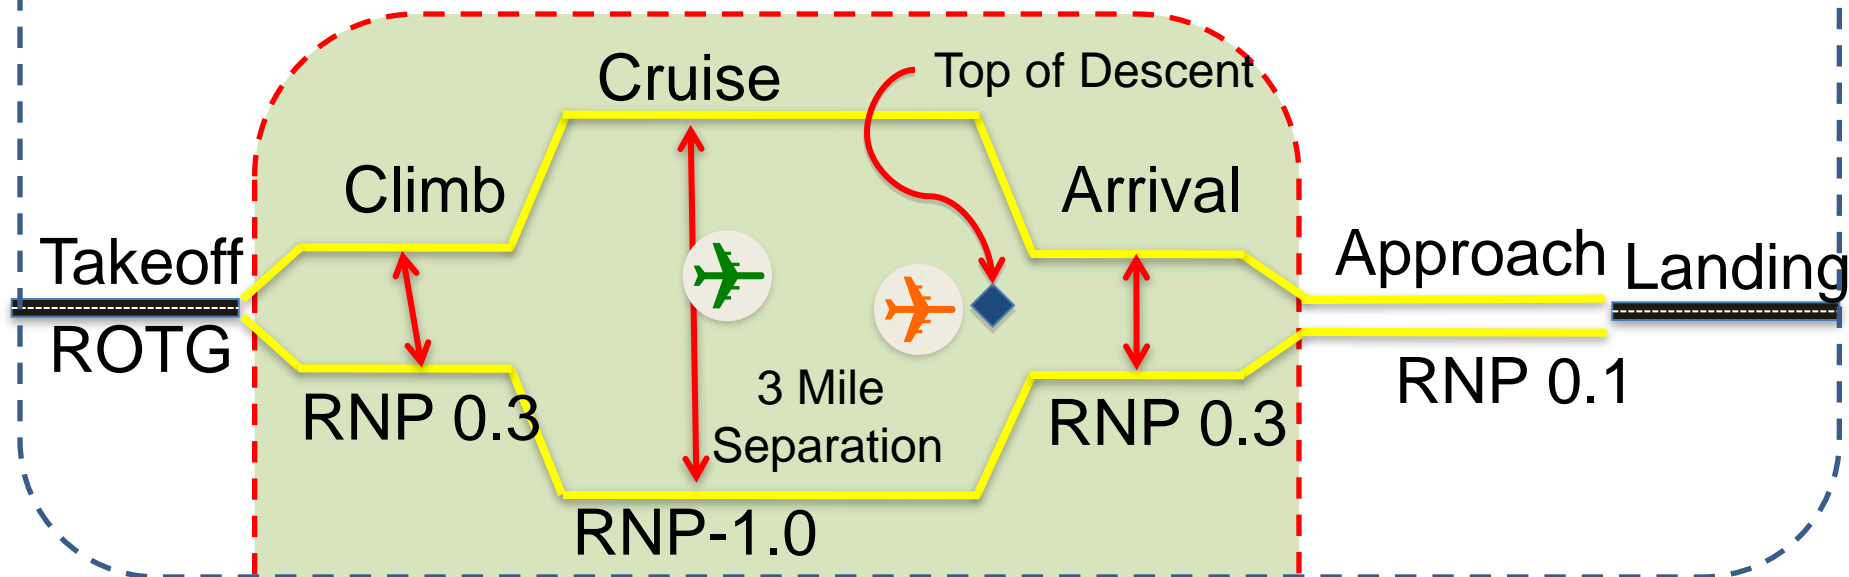 Cruise
Top of Descent
Climb
Arrival
Takeoff
Approach
Landing
ROTG
RNP 0.3
3 Mile
Separation
RNP 0.3
RNP 0.1
RNP-1.0